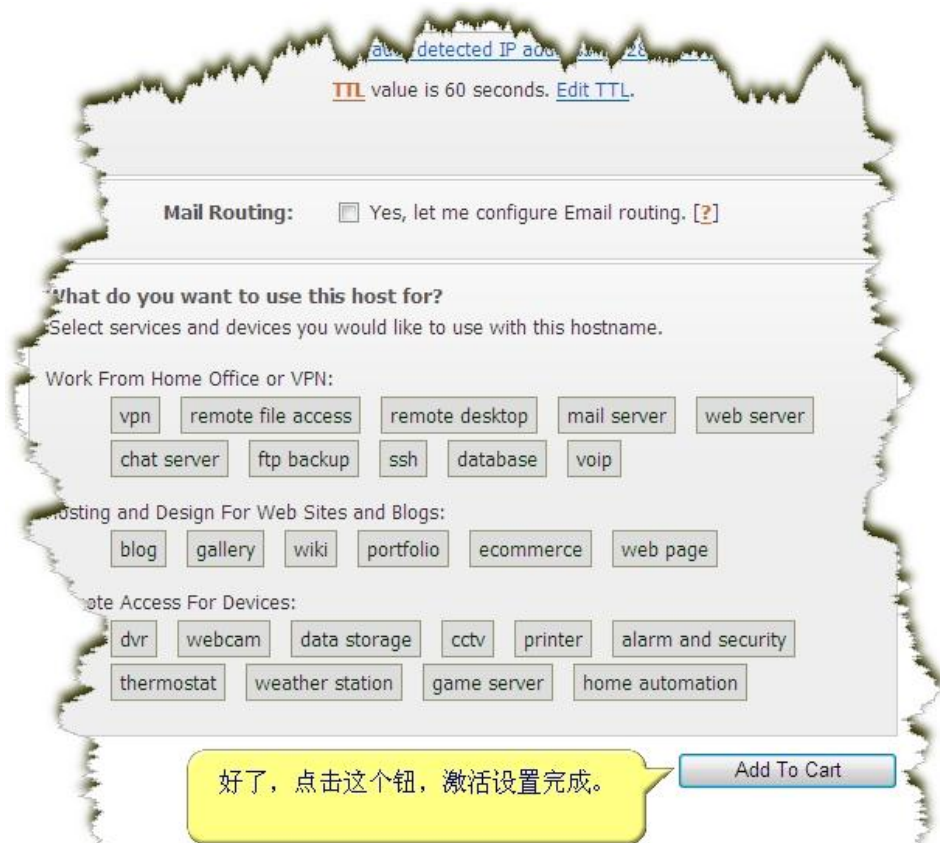 detected IP
TTL value is 60 seconds. Edit TTL.
Mail Routing: Yes, let me configure Email routing. [?]
What do you want to use this host for?
Select services and devices you would like to use with this hostname.
Work From Home Office or VPN:
vpn remote file access remote desktop mail server web server
chat server ftp backup ssh database voip
Hosting and Design For Web Sites and Blogs:
blog gallery wiki portfolio ecommerce web page
ote Access For Devices:
dvr webcam data storage cctv printer alarm and security
thermostat weather station game server home automation
好了，点击这个钮，激活设置完成。
Add To Cart